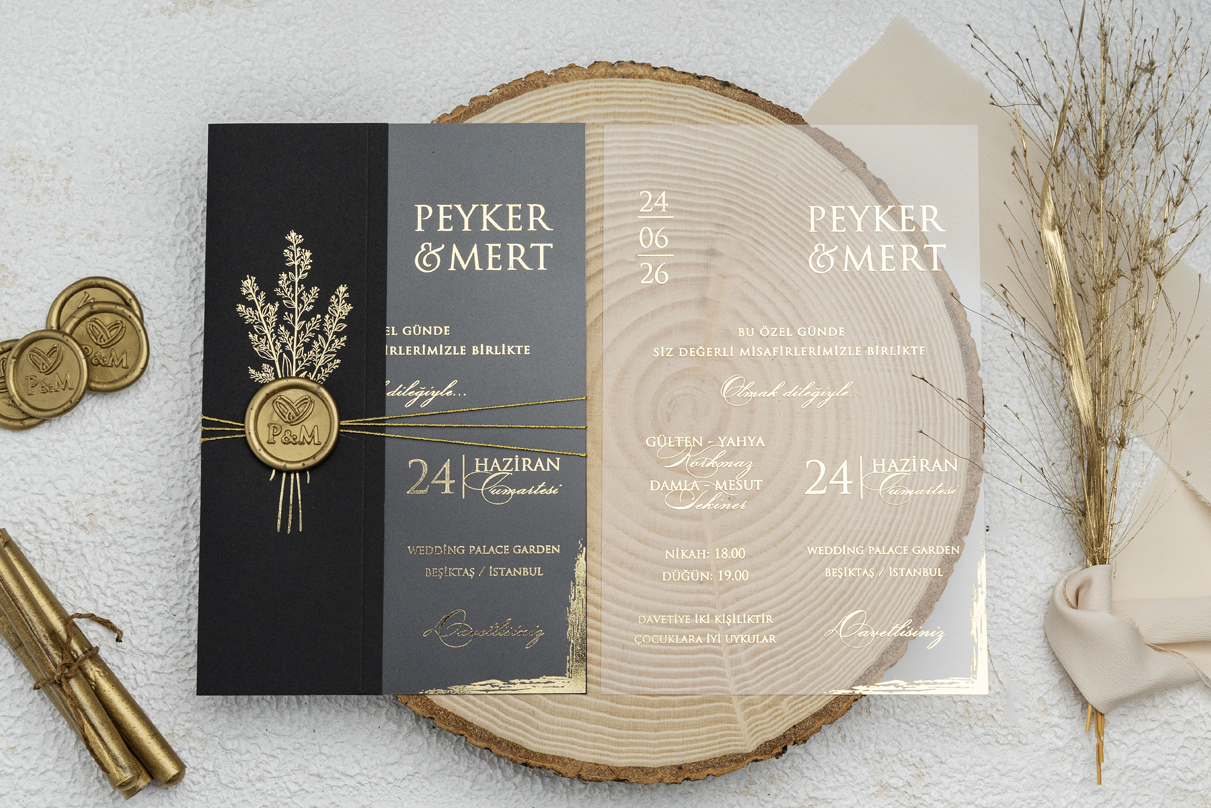 PEYKER
&MERT
EL GÜNDE
İRLERİMİZLE BİRLİKTE
dileğiyle...
P&M
24 HAZİRAN
Cumartesi
WEDDİNG PALACE GARDEN
BEŞİKTAŞ / İSTANBUL
Davetlisiniz
24
06
26
PEYKER
&MERT
BU ÖZEL GÜNDE
SİZ DEĞERLİ MİSAFİRLERİMİZLE BİRLİKTE
Olmak dileğiyle
GÜLTEN - YAHYA
Korkmaz
DAMLA - MESUT
Sekiner
24 HAZİRAN
Cumartesi
NİKAH: 18.00
DÜĞÜN: 19.00
WEDDİNG PALACE GARDEN
BEŞİKTAŞ / İSTANBUL
DAVETİYE İKİ KİŞİLİKTİR
ÇOCUKLARA İYİ UYKULAR
Davetlisiniz
P&M
P&M